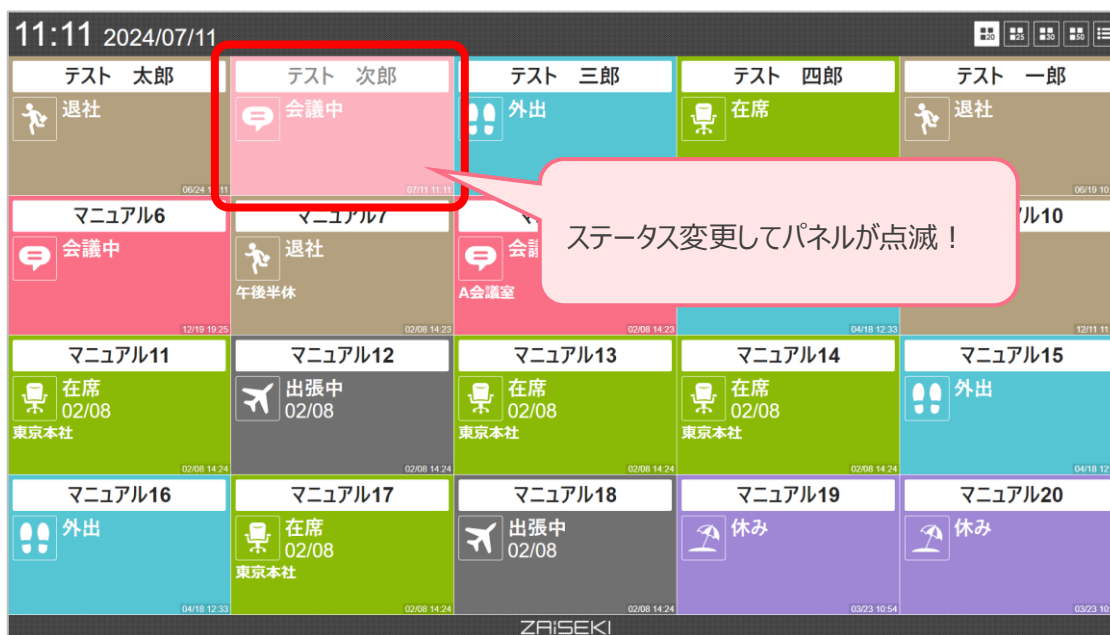 11:11 2024/07/11
20 25 30 50
テスト 太郎 テスト 次郎 テスト 三郎 テスト 四郎 テスト 一郎
退社 会議中 外出 在席 退社
07/11 11:11
ステータス変更してパネルが点滅！
マニュアル6 マニュアル7
会議中 退社
午後半休 A会議室
12/19 19:25 02/08 14:23 02/08 14:23 04/18 12:33
マニュアル11 マニュアル12 マニュアル13 マニュアル14 マニュアル15
在席 出張中 在席 在席 外出
02/08 02/08 02/08 02/08
東京本社 東京本社 東京本社
02/08 14:24 02/08 14:24 02/08 14:24 02/08 14:24
マニュアル16 マニュアル17 マニュアル18 マニュアル19 マニュアル20
外出 在席 出張中 休み 休み
02/08 02/08
東京本社
04/18 12:33 02/08 14:24 02/08 14:24 03/23 10:54
ZAiSEKI